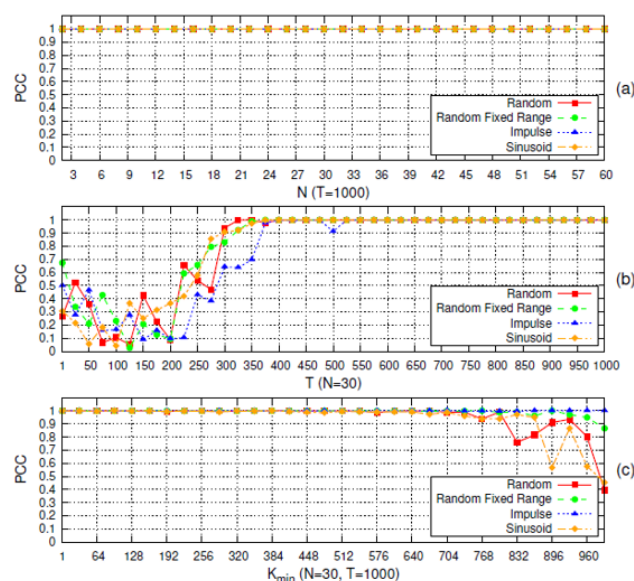 1
0.9
0.8
0.7
0.6
0.5
0.4
0.3
0.2
0.1
0
PCC
Random
Random Fixed Range
Impulse
Sinusoid
(a)
3 6 9 12 15 18 21 24 27 30 33 36 39 42 45 48 51 54 57 60
N (T=1000)
1
0.9
0.8
0.7
0.6
0.5
0.4
0.3
0.2
0.1
0
PCC
Random
Random Fixed Range
Impulse
Sinusoid
(b)
1 50 100 150 200 250 300 350 400 450 500 550 600 650 700 750 800 850 900 950 1000
T (N=30)
1
0.9
0.8
0.7
0.6
0.5
0.4
0.3
0.2
0.1
0
PCC
Random
Random Fixed Range
Impulse
Sinusoid
(c)
1 64 128 192 256 320 384 448 512 576 640 704 768 832 896 960
Kmin (N=30, T=1000)